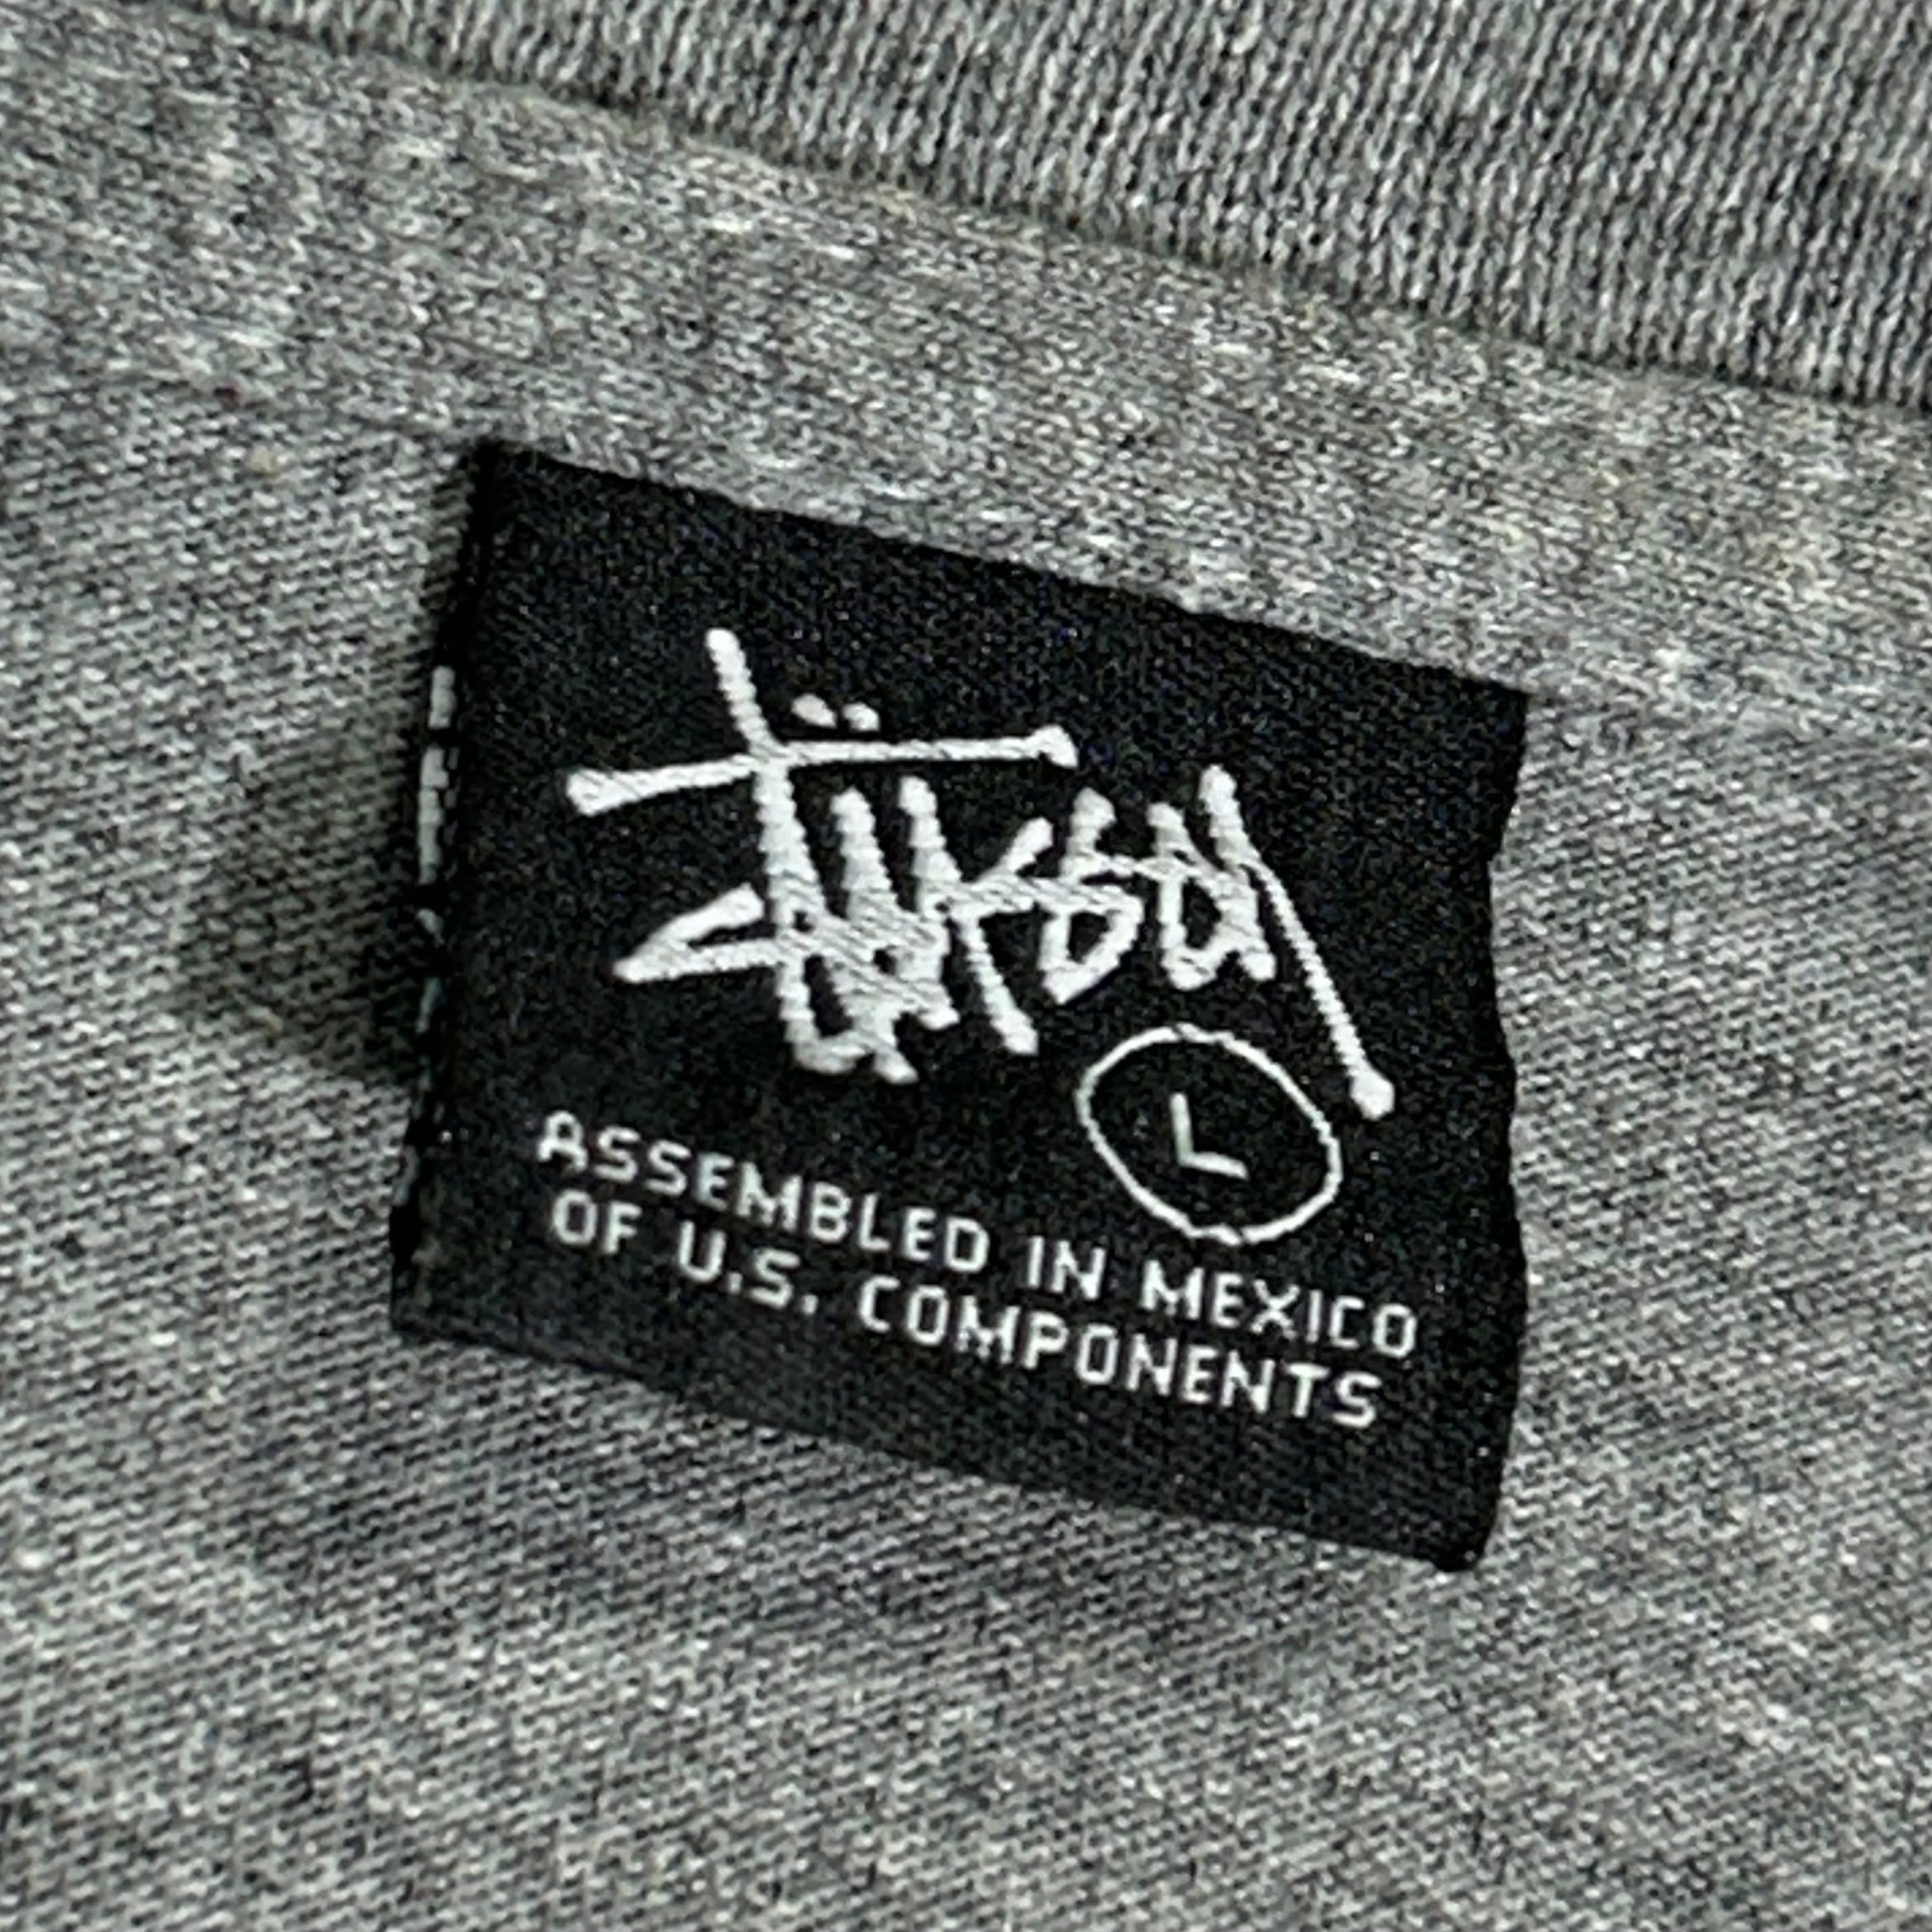 Stüssy
L
ASSEMBLED IN MEXICO
OF U.S. COMPONENTS